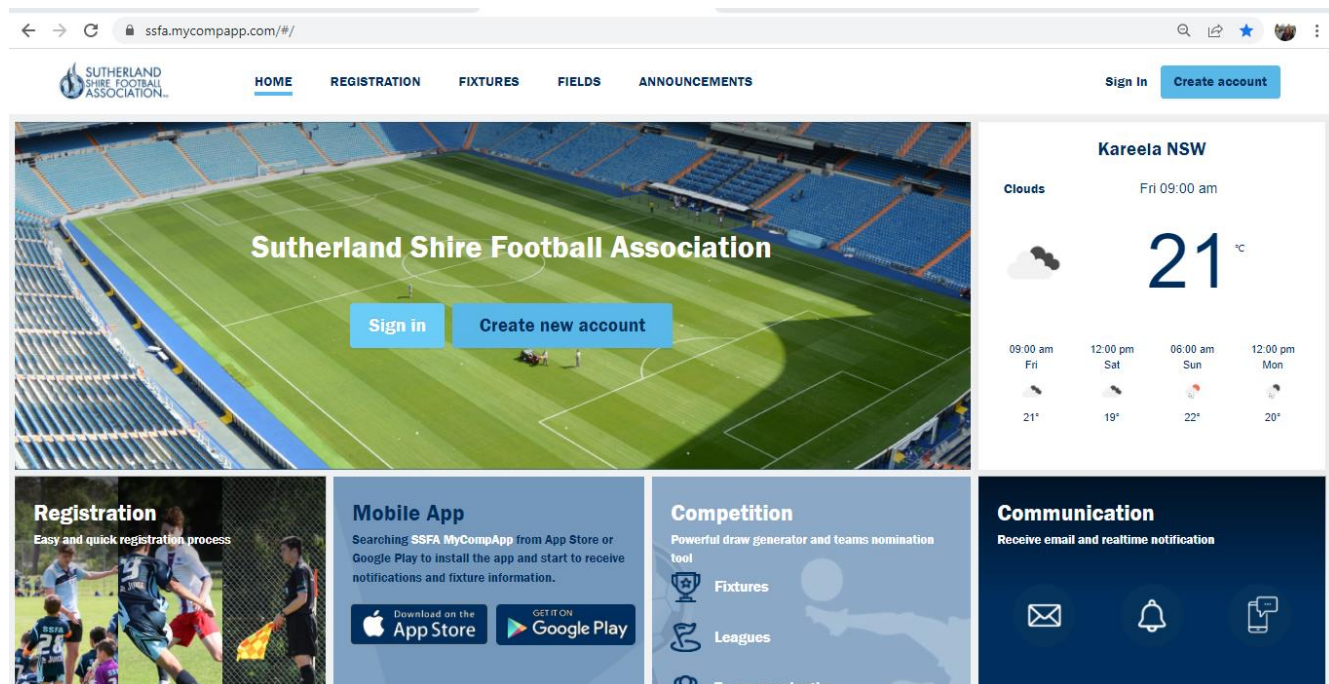 ssfa.mycompapp.com/#/
SUTHERLAND
SHIRE FOOTBALL
ASSOCIATION INC.
HOME REGISTRATION FIXTURES FIELDS ANNOUNCEMENTS Sign In Create account
Sutherland Shire Football Association
Sign in Create new account
Kareela NSW
Clouds Fri 09:00 am
21 °C
09:00 am 12:00 pm 06:00 am 12:00 pm
Fri Sat Sun Mon
21° 19° 22° 20°
Registration
Easy and quick registration process
SSFA
28
Mobile App
Searching SSFA MyCompApp from App Store or
Google Play to install the app and start to receive
notifications and fixture information.
Download on the
App Store
GET IT ON
Google Play
Competition
Powerful draw generator and teams nomination
tool
Fixtures
Leagues
Communication
Receive email and realtime notification